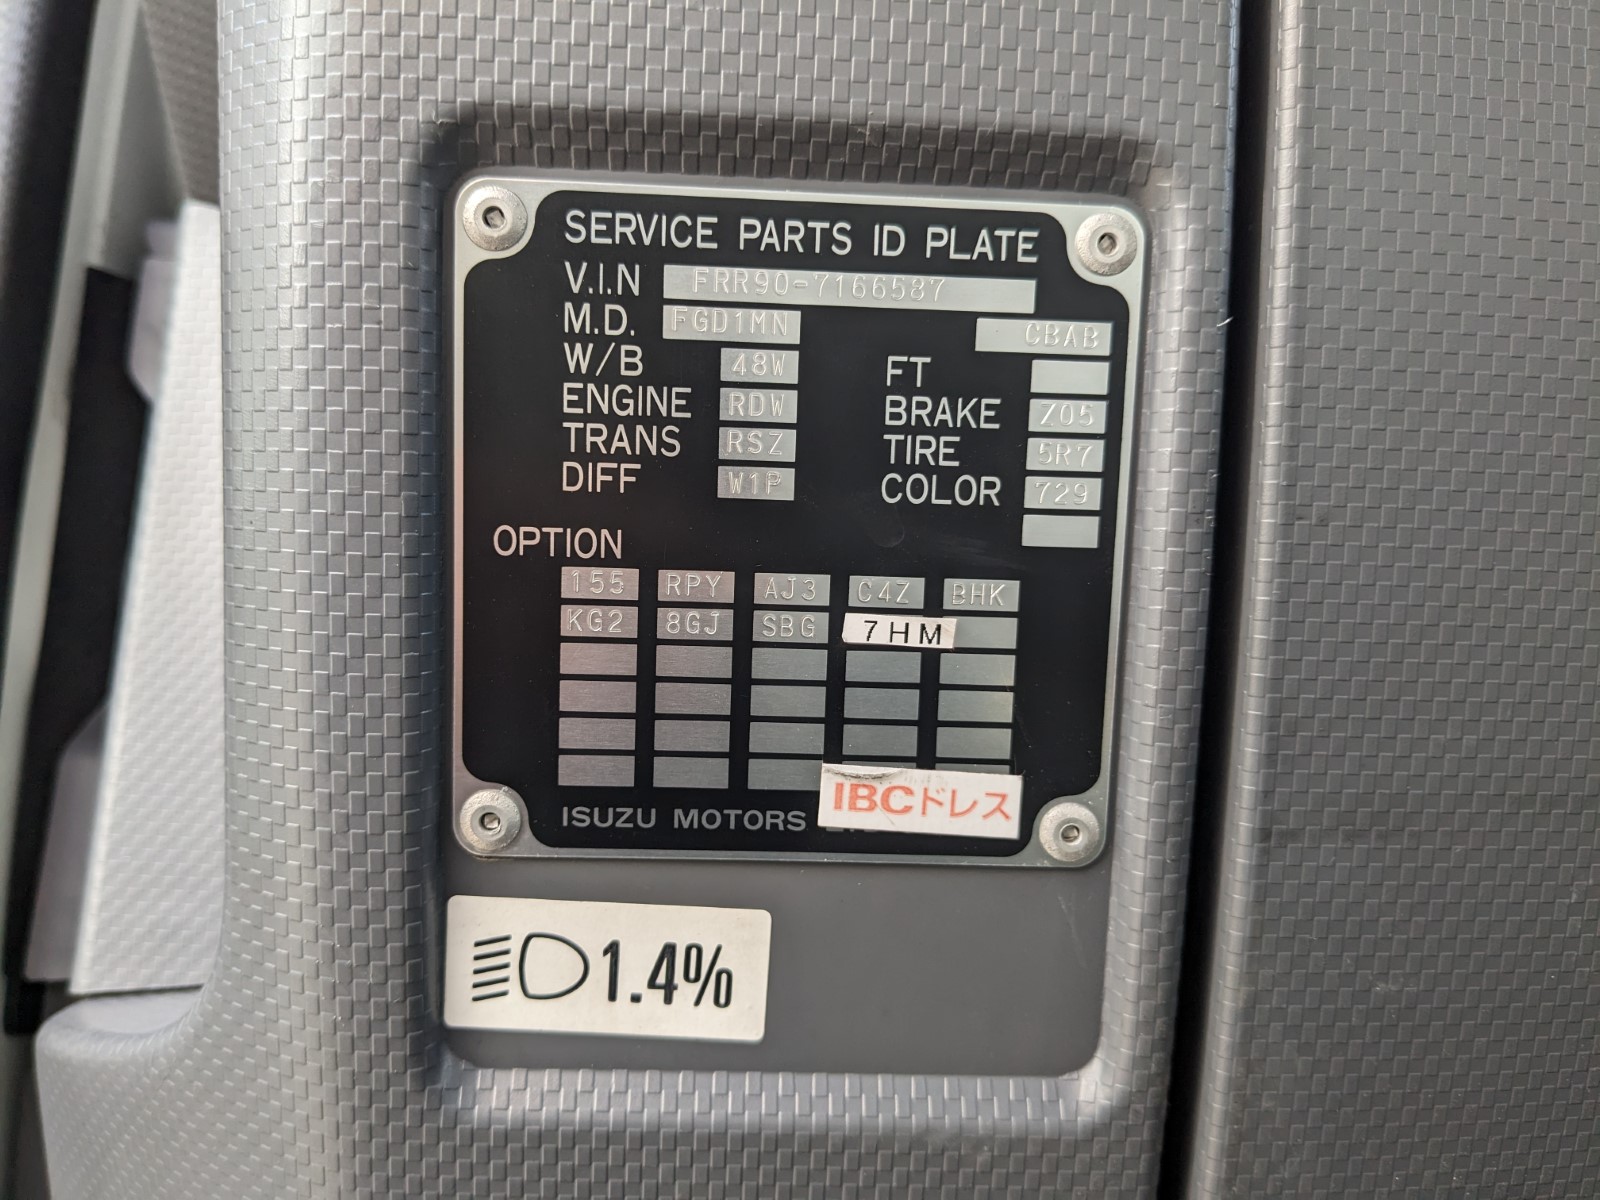 SERVICE PARTS ID PLATE
V.I.N FRR90-7166587
M.D. FGD1MN CBAB
W/B 48W FT
ENGINE RDW BRAKE Z05
TRANS RSZ TIRE 5R7
DIFF W1P COLOR 729
OPTION
155 RPY AJ3 C4Z BHK
KG2 8GJ SBG 7HM
ISUZU MOTORS
IBCドレス
1.4%